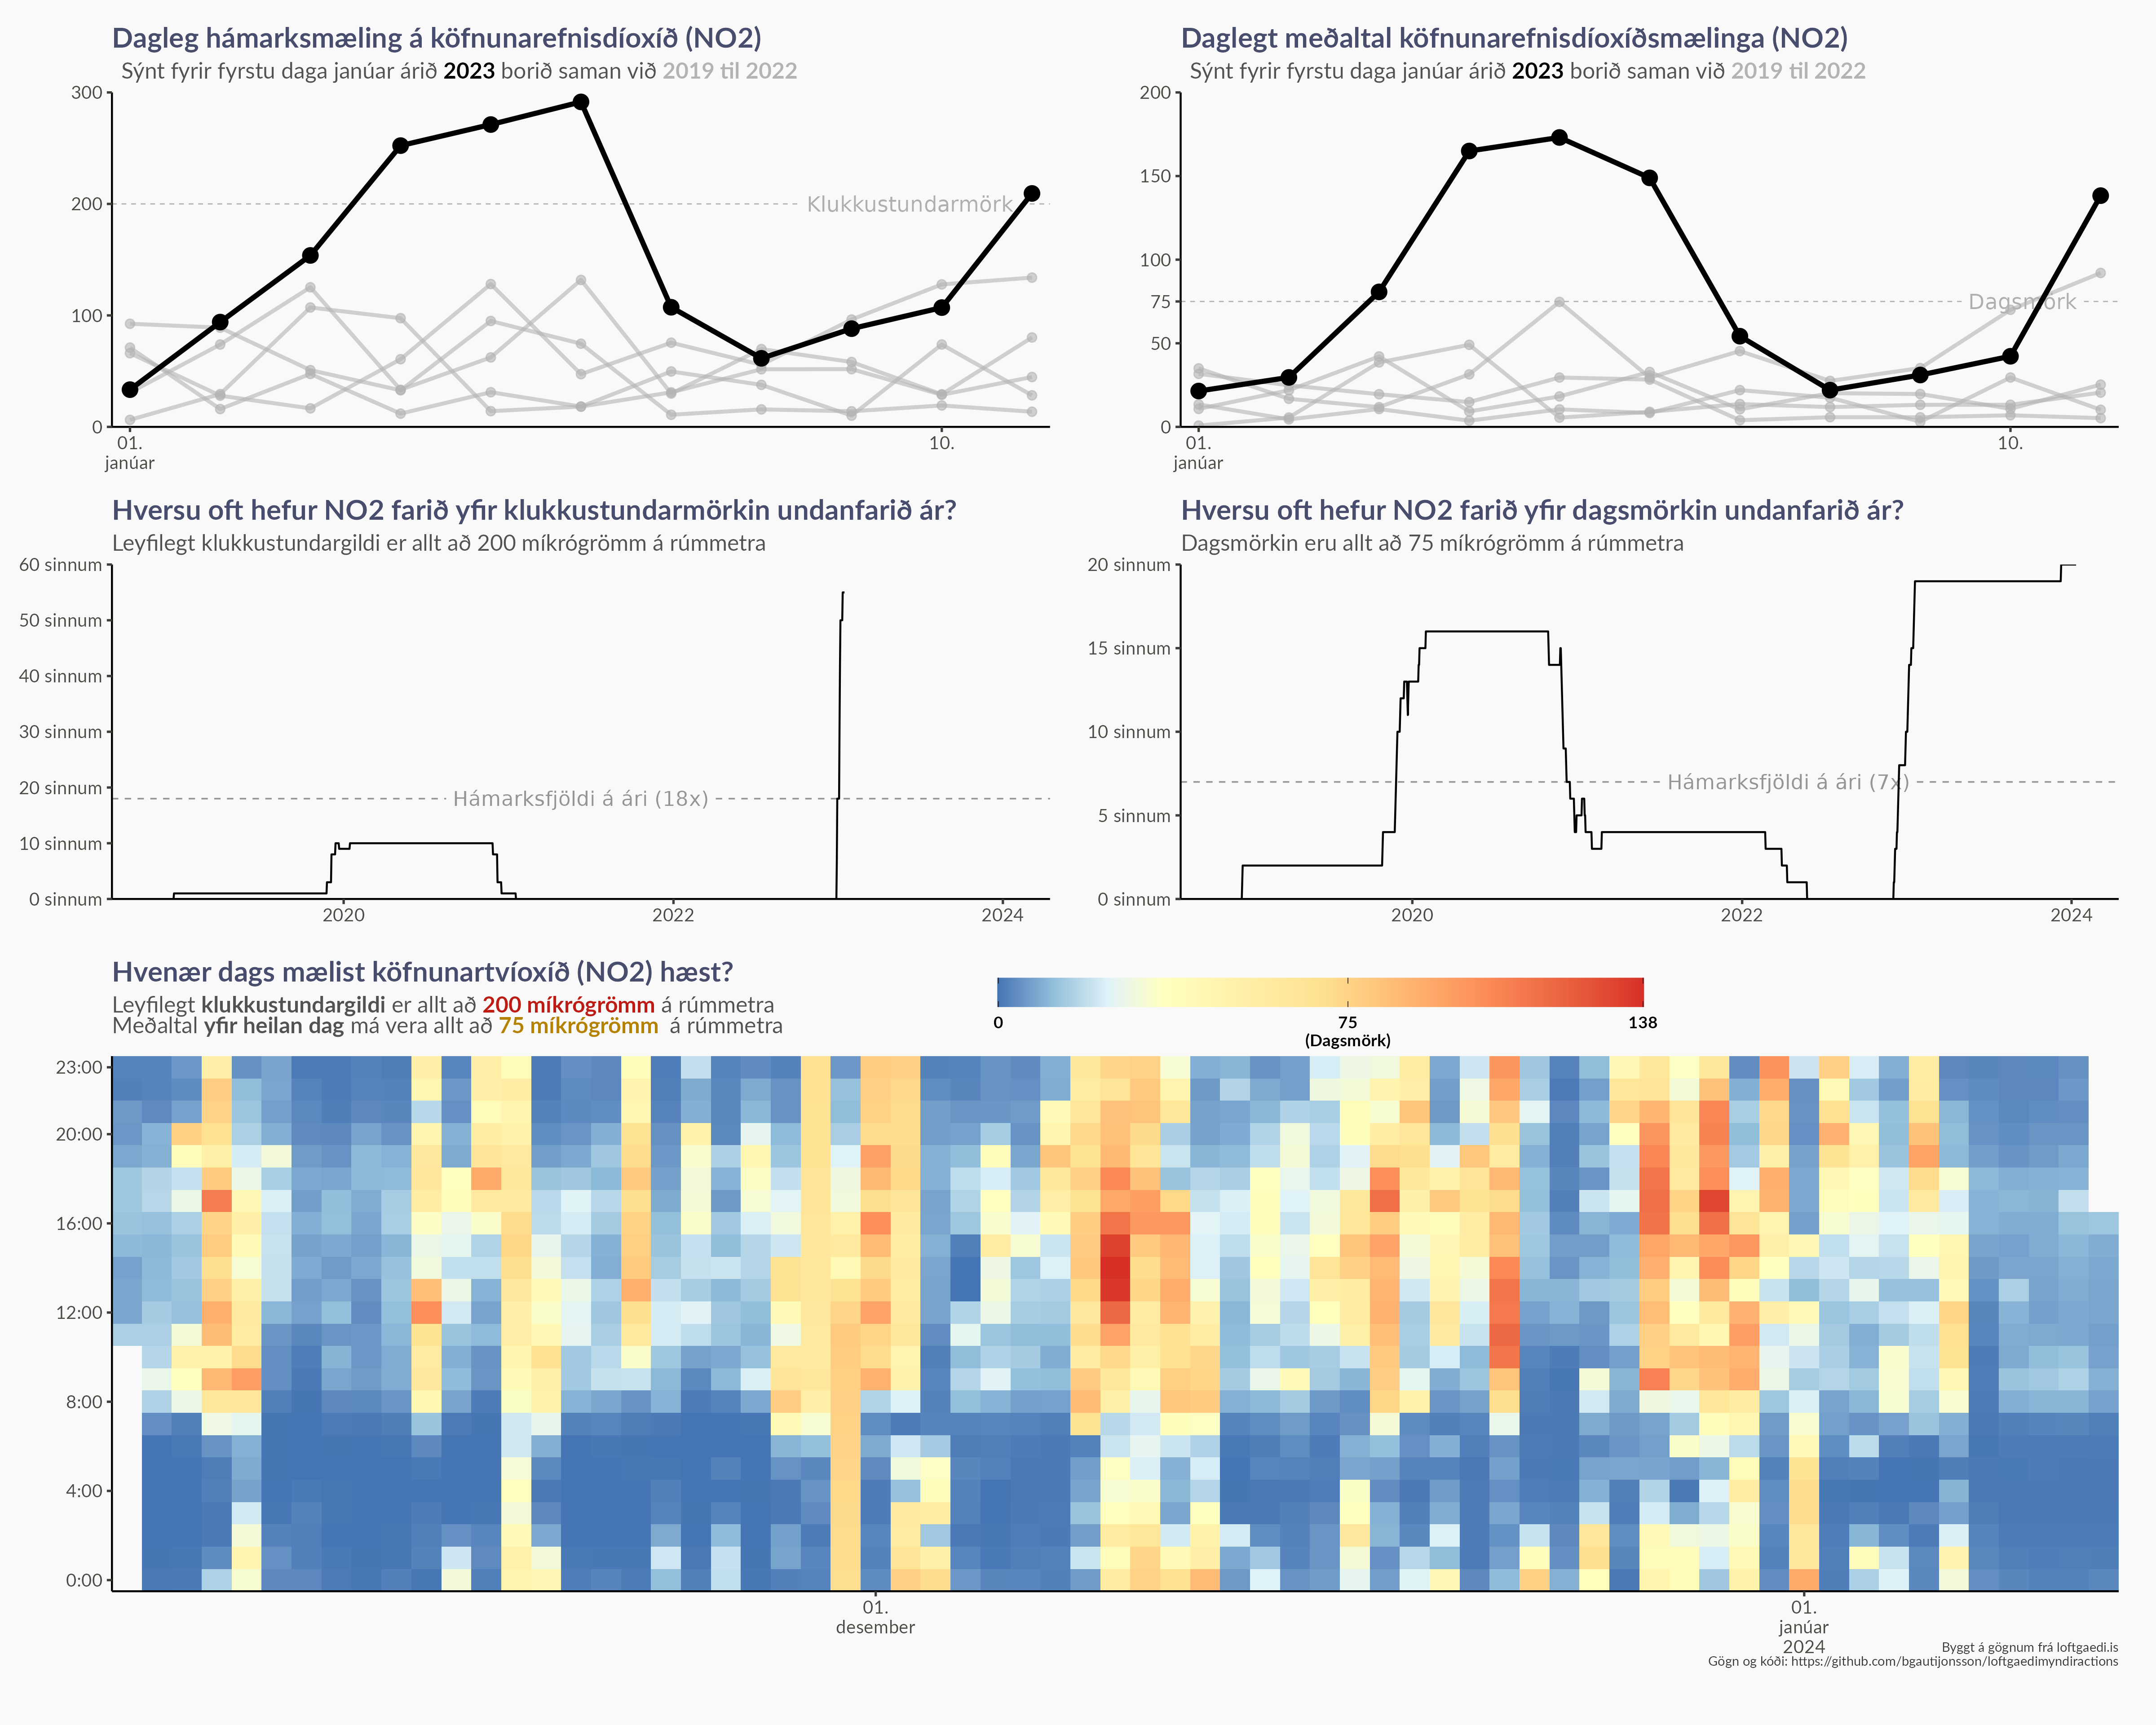 Dagleg hámarksmæling á köfnunarefnisdíoxíð (NO2)
Sýnt fyrir fyrstu daga janúar árið 2023 borið saman við 2019 til 2022
300
200
100
0
Klukkustundarmörk
01.
janúar
10.
Daglegt meðaltal köfnunarefnisdíoxíðsmælinga (NO2)
Sýnt fyrir fyrstu daga janúar árið 2023 borið saman við 2019 til 2022
200
150
100
75
50
0
Dagsmörk
01.
janúar
10.
Hversu oft hefur NO2 farið yfir klukkustundarmörkin undanfarið ár?
Leyfilegt klukkustundargildi er allt að 200 míkrógrömm á rúmmetra
60 sinnum
50 sinnum
40 sinnum
30 sinnum
20 sinnum
10 sinnum
0 sinnum
Hámarksfjöldi á ári (18x)
2020
2022
2024
Hversu oft hefur NO2 farið yfir dagsmörkin undanfarið ár?
Dagsmörkin eru allt að 75 míkrógrömm á rúmmetra
20 sinnum
15 sinnum
10 sinnum
5 sinnum
0 sinnum
Hámarksfjöldi á ári (7x)
2020
2022
2024
Hvenær dags mælist köfnunartvíoxíð (NO2) hæst?
Leyfilegt klukkustundargildi er allt að 200 míkrógrömm á rúmmetra
Meðaltal yfir heilan dag má vera allt að 75 míkrógrömm á rúmmetra
0
75
(Dagsmörk)
138
23:00
20:00
16:00
12:00
8:00
4:00
0:00
01.
desember
01.
janúar
2024
Byggt á gögnum frá loftgaedi.is
Gögn og kóði: https://github.com/bgautijonsson/loftgaedimyndiractions